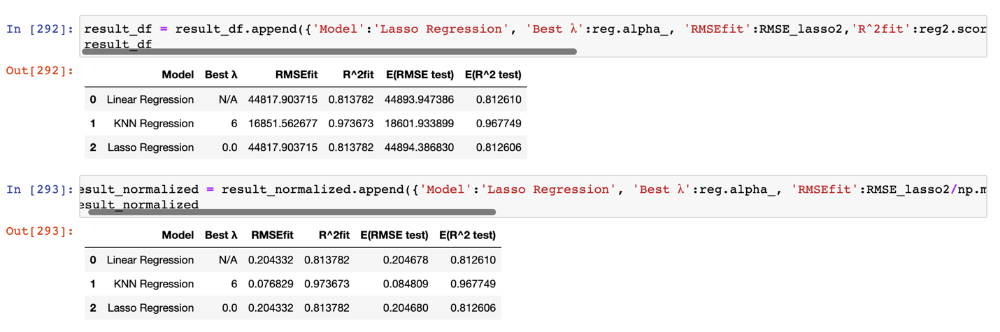 In [292]: result_df = result_df.append({'Model':'Lasso Regression', 'Best λ':reg.alpha_, 'RMSEfit':RMSE_lasso2,'R^2fit':reg2.scor
result_df
Out[292]:
Model Best λ RMSEfit R^2fit E(RMSE test) E(R^2 test)
0 Linear Regression N/A 44817.903715 0.813782 44893.947386 0.812610
1 KNN Regression 6 16851.562677 0.973673 18601.933899 0.967749
2 Lasso Regression 0.0 44817.903715 0.813782 44894.386830 0.812606
In [293]: esult_normalized = result_normalized.append({'Model':'Lasso Regression', 'Best λ':reg.alpha_, 'RMSEfit':RMSE_lasso2/np.m
esult_normalized
Out[293]:
Model Best λ RMSEfit R^2fit E(RMSE test) E(R^2 test)
0 Linear Regression N/A 0.204332 0.813782 0.204678 0.812610
1 KNN Regression 6 0.076829 0.973673 0.084809 0.967749
2 Lasso Regression 0.0 0.204332 0.813782 0.204680 0.812606